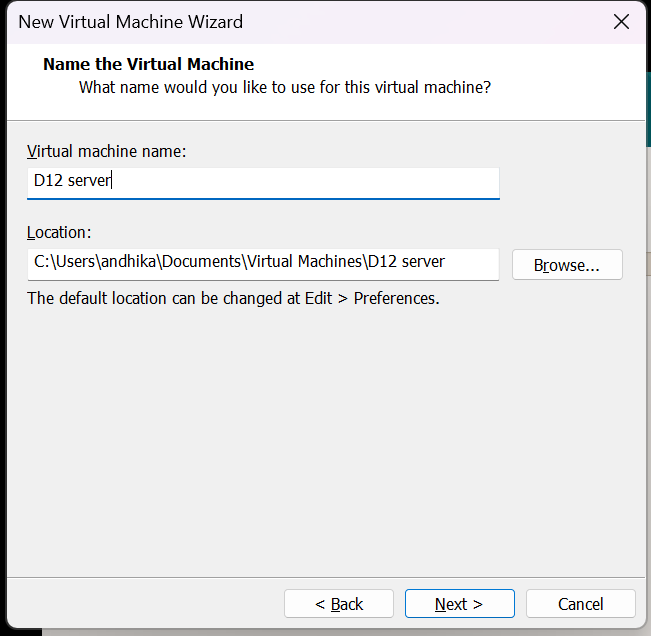 New Virtual Machine Wizard
Name the Virtual Machine
What name would you like to use for this virtual machine?
Virtual machine name:
D12 server
Location:
C:\Users\andhika\Documents\Virtual Machines\D12 server
Browse...
The default location can be changed at Edit > Preferences.
< Back
Next >
Cancel